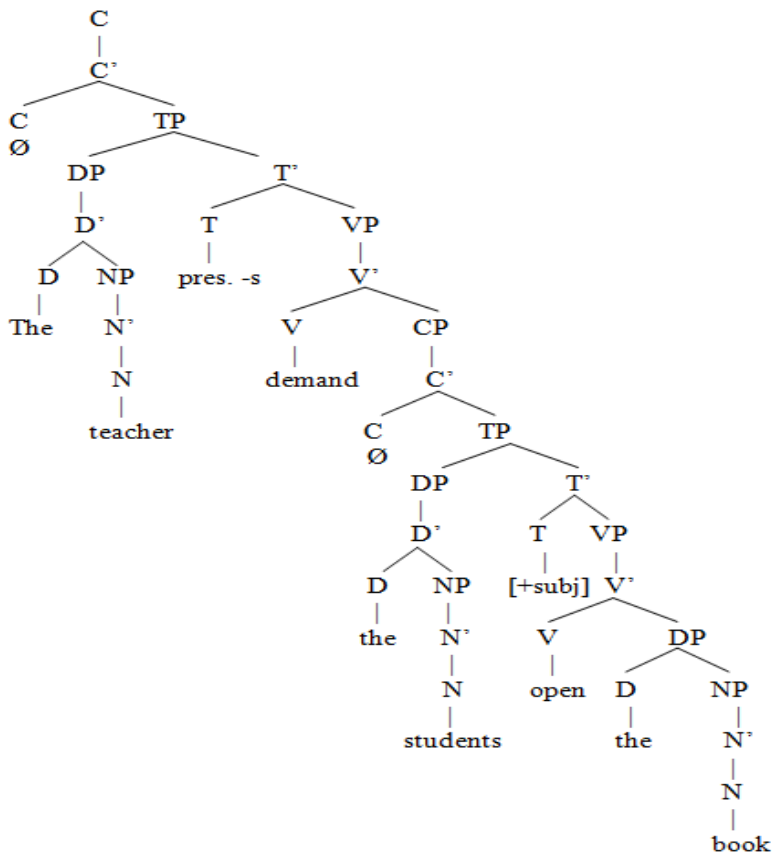 C
C’
C TP
Ø
DP T’
D’ T VP
D NP pres. -s V’
The N’ V CP
N demand C’
teacher C TP
Ø
DP T’
D’ T VP
D NP [+subj] V’
the N’ V DP
N open D NP
students the N’
N
book